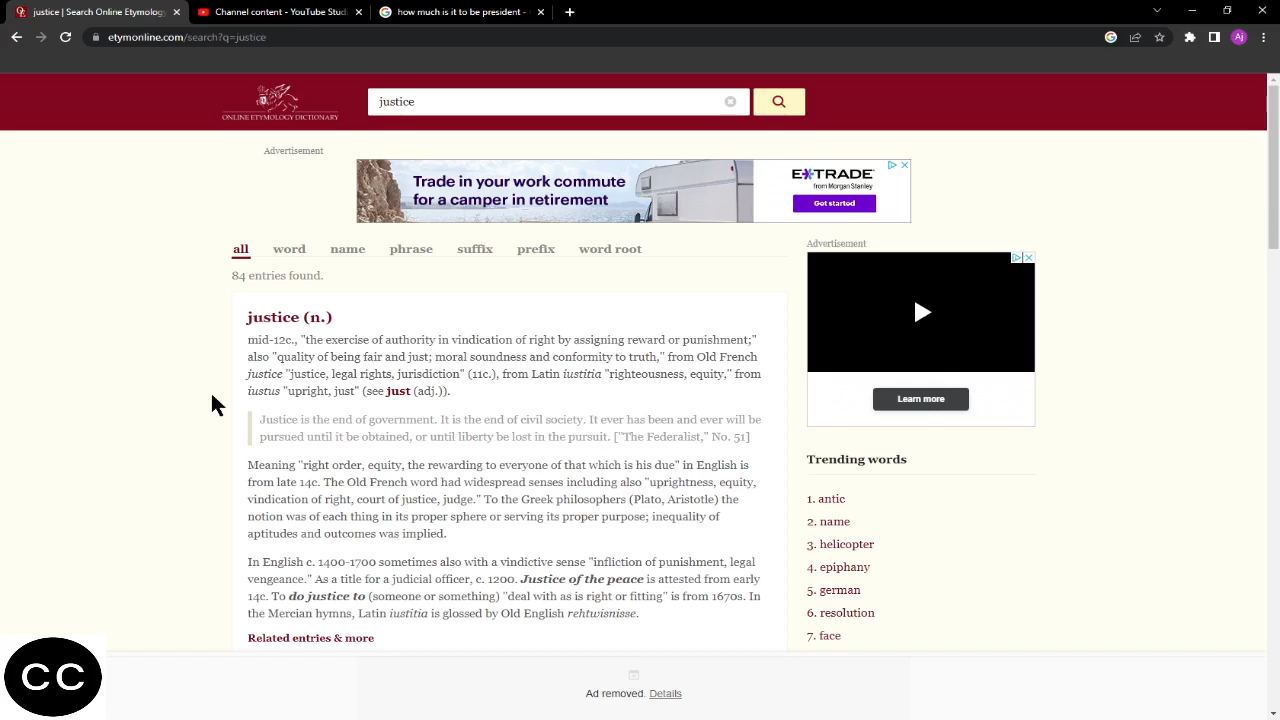 justice | Search Online Etymology
Channel content - YouTube Studio
how much is it to be president -
etymonline.com/search?q=justice
Aj
ONLINE ETYMOLOGY DICTIONARY
justice
Advertisement
Trade in your work commute
for a camper in retirement
E*TRADE
from Morgan Stanley
Get started
all word name phrase suffix prefix word root
84 entries found.
justice (n.)
mid-12c., "the exercise of authority in vindication of right by assigning reward or punishment;"
also "quality of being fair and just; moral soundness and conformity to truth," from Old French
justice "justice, legal rights, jurisdiction" (11c.), from Latin iustitia "righteousness, equity," from
iustus "upright, just" (see just (adj.)).
Justice is the end of government. It is the end of civil society. It ever has been and ever will be
pursued until it be obtained, or until liberty be lost in the pursuit. ["The Federalist," No. 51]
Meaning "right order, equity, the rewarding to everyone of that which is his due" in English is
from late 14c. The Old French word had widespread senses including also "uprightness, equity,
vindication of right, court of justice, judge." To the Greek philosophers (Plato, Aristotle) the
notion was of each thing in its proper sphere or serving its proper purpose; inequality of
aptitudes and outcomes was implied.
In English c. 1400-1700 sometimes also with a vindictive sense "infliction of punishment, legal
vengeance." As a title for a judicial officer, c. 1200. Justice of the peace is attested from early
14c. To do justice to (someone or something) "deal with as is right or fitting" is from 1670s. In
the Mercian hymns, Latin iustitia is glossed by Old English rehtwisnisse.
Related entries & more
Advertisement
Learn more
Trending words
1. antic
2. name
3. helicopter
4. epiphany
5. german
6. resolution
7. face
Ad removed. Details
CC